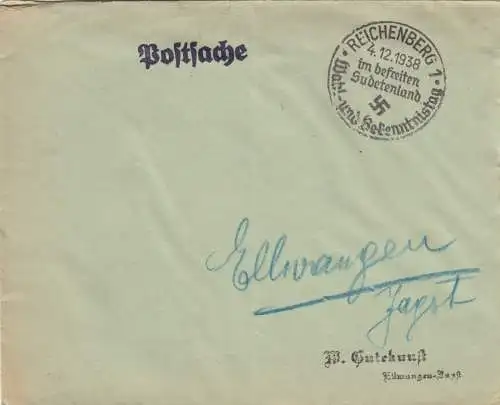 Postsache
• REICHENBERG 1 •
4.12.1938
im befreiten
Sudetenland
Wahl- und Bekenntnistag
Ellwangen
Jagst
W. Gutekunst
Ellwangen-Jagst